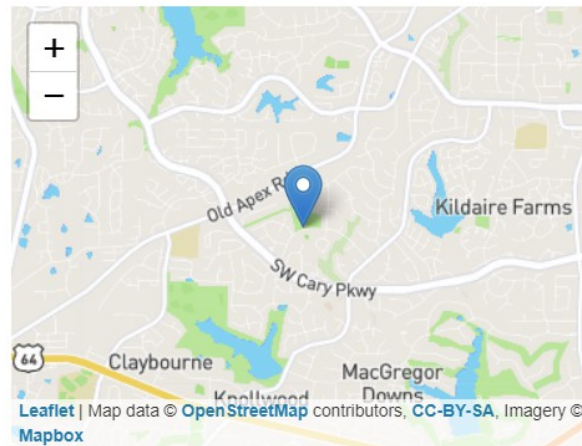 +
−
Old Apex Rd
Kildaire Farms
SW Cary Pkwy
64
Claybourne
MacGregor
Downs
Knollwood
Leaflet | Map data © OpenStreetMap contributors, CC-BY-SA, Imagery ©
Mapbox